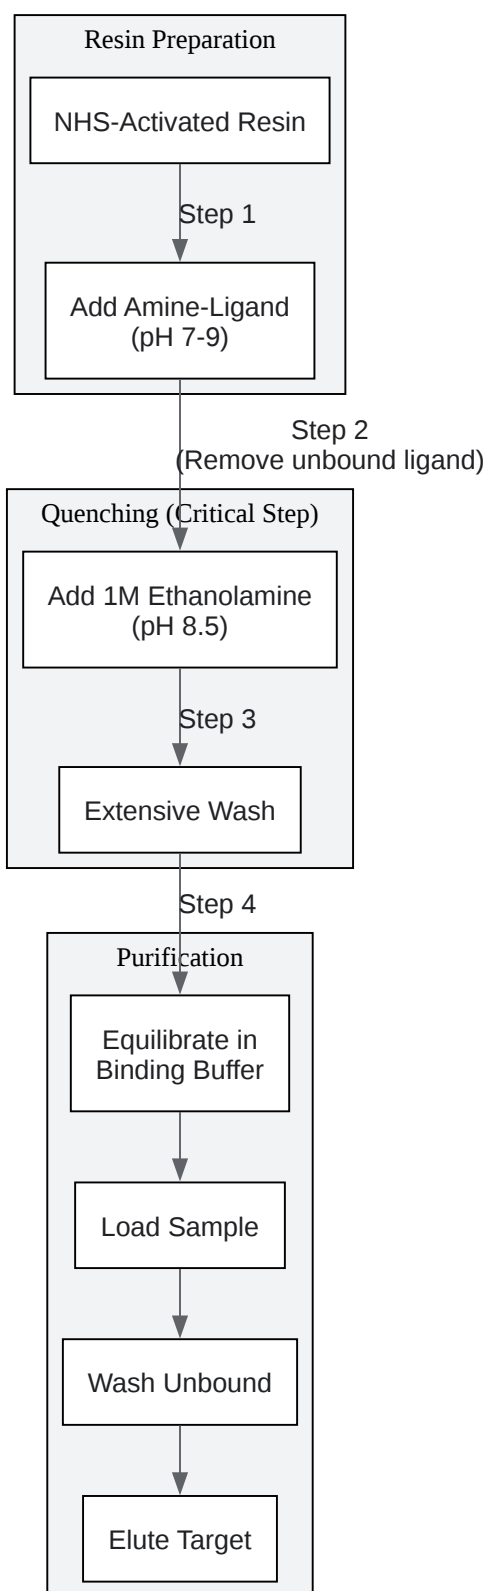 Resin Preparation
NHS-Activated Resin
Step 1
Add Amine-Ligand
(pH 7-9)
Step 2
(Remove unbound ligand)
Quenching (Critical Step)
Add 1M Ethanolamine
(pH 8.5)
Step 3
Extensive Wash
Step 4
Purification
Equilibrate in
Binding Buffer
Load Sample
Wash Unbound
Elute Target